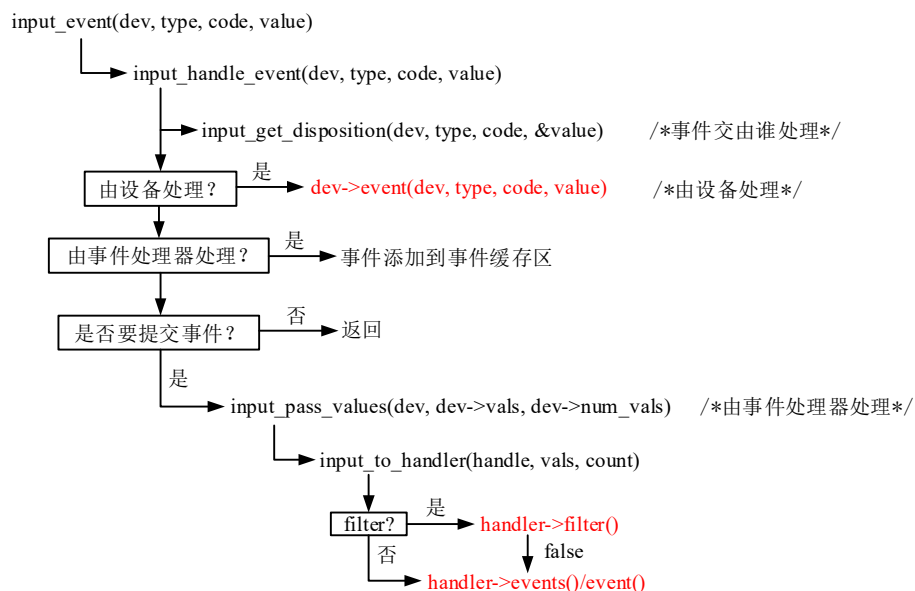 input_event(dev, type, code, value)
input_handle_event(dev, type, code, value)
input_get_disposition(dev, type, code, &value) /*事件交由谁处理*/
由设备处理？ 是 dev->event(dev, type, code, value) /*由设备处理*/
由事件处理器处理？ 是 事件添加到事件缓存区
是否要提交事件？ 否 返回
是
input_pass_values(dev, dev->vals, dev->num_vals) /*由事件处理器处理*/
input_to_handler(handle, vals, count)
filter? 是 handler->filter()
否 false
handler->events()/event()